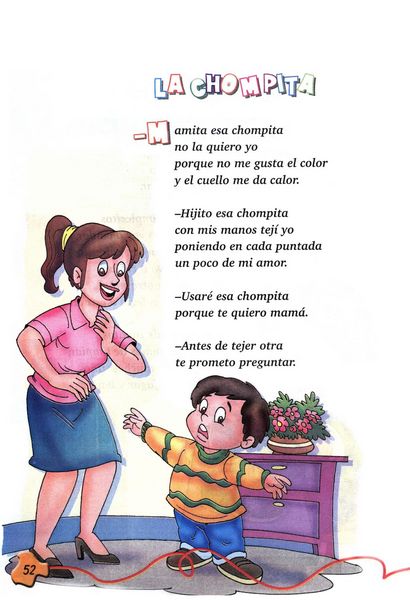 LA CHOMPITA
–Mamita esa chompita
no la quiero yo
porque no me gusta el color
y el cuello me da calor.
–Hijito esa chompita
con mis manos tejí yo
poniendo en cada puntada
un poco de mi amor.
–Usaré esa chompita
porque te quiero mamá.
–Antes de tejer otra
te prometo preguntar.
52